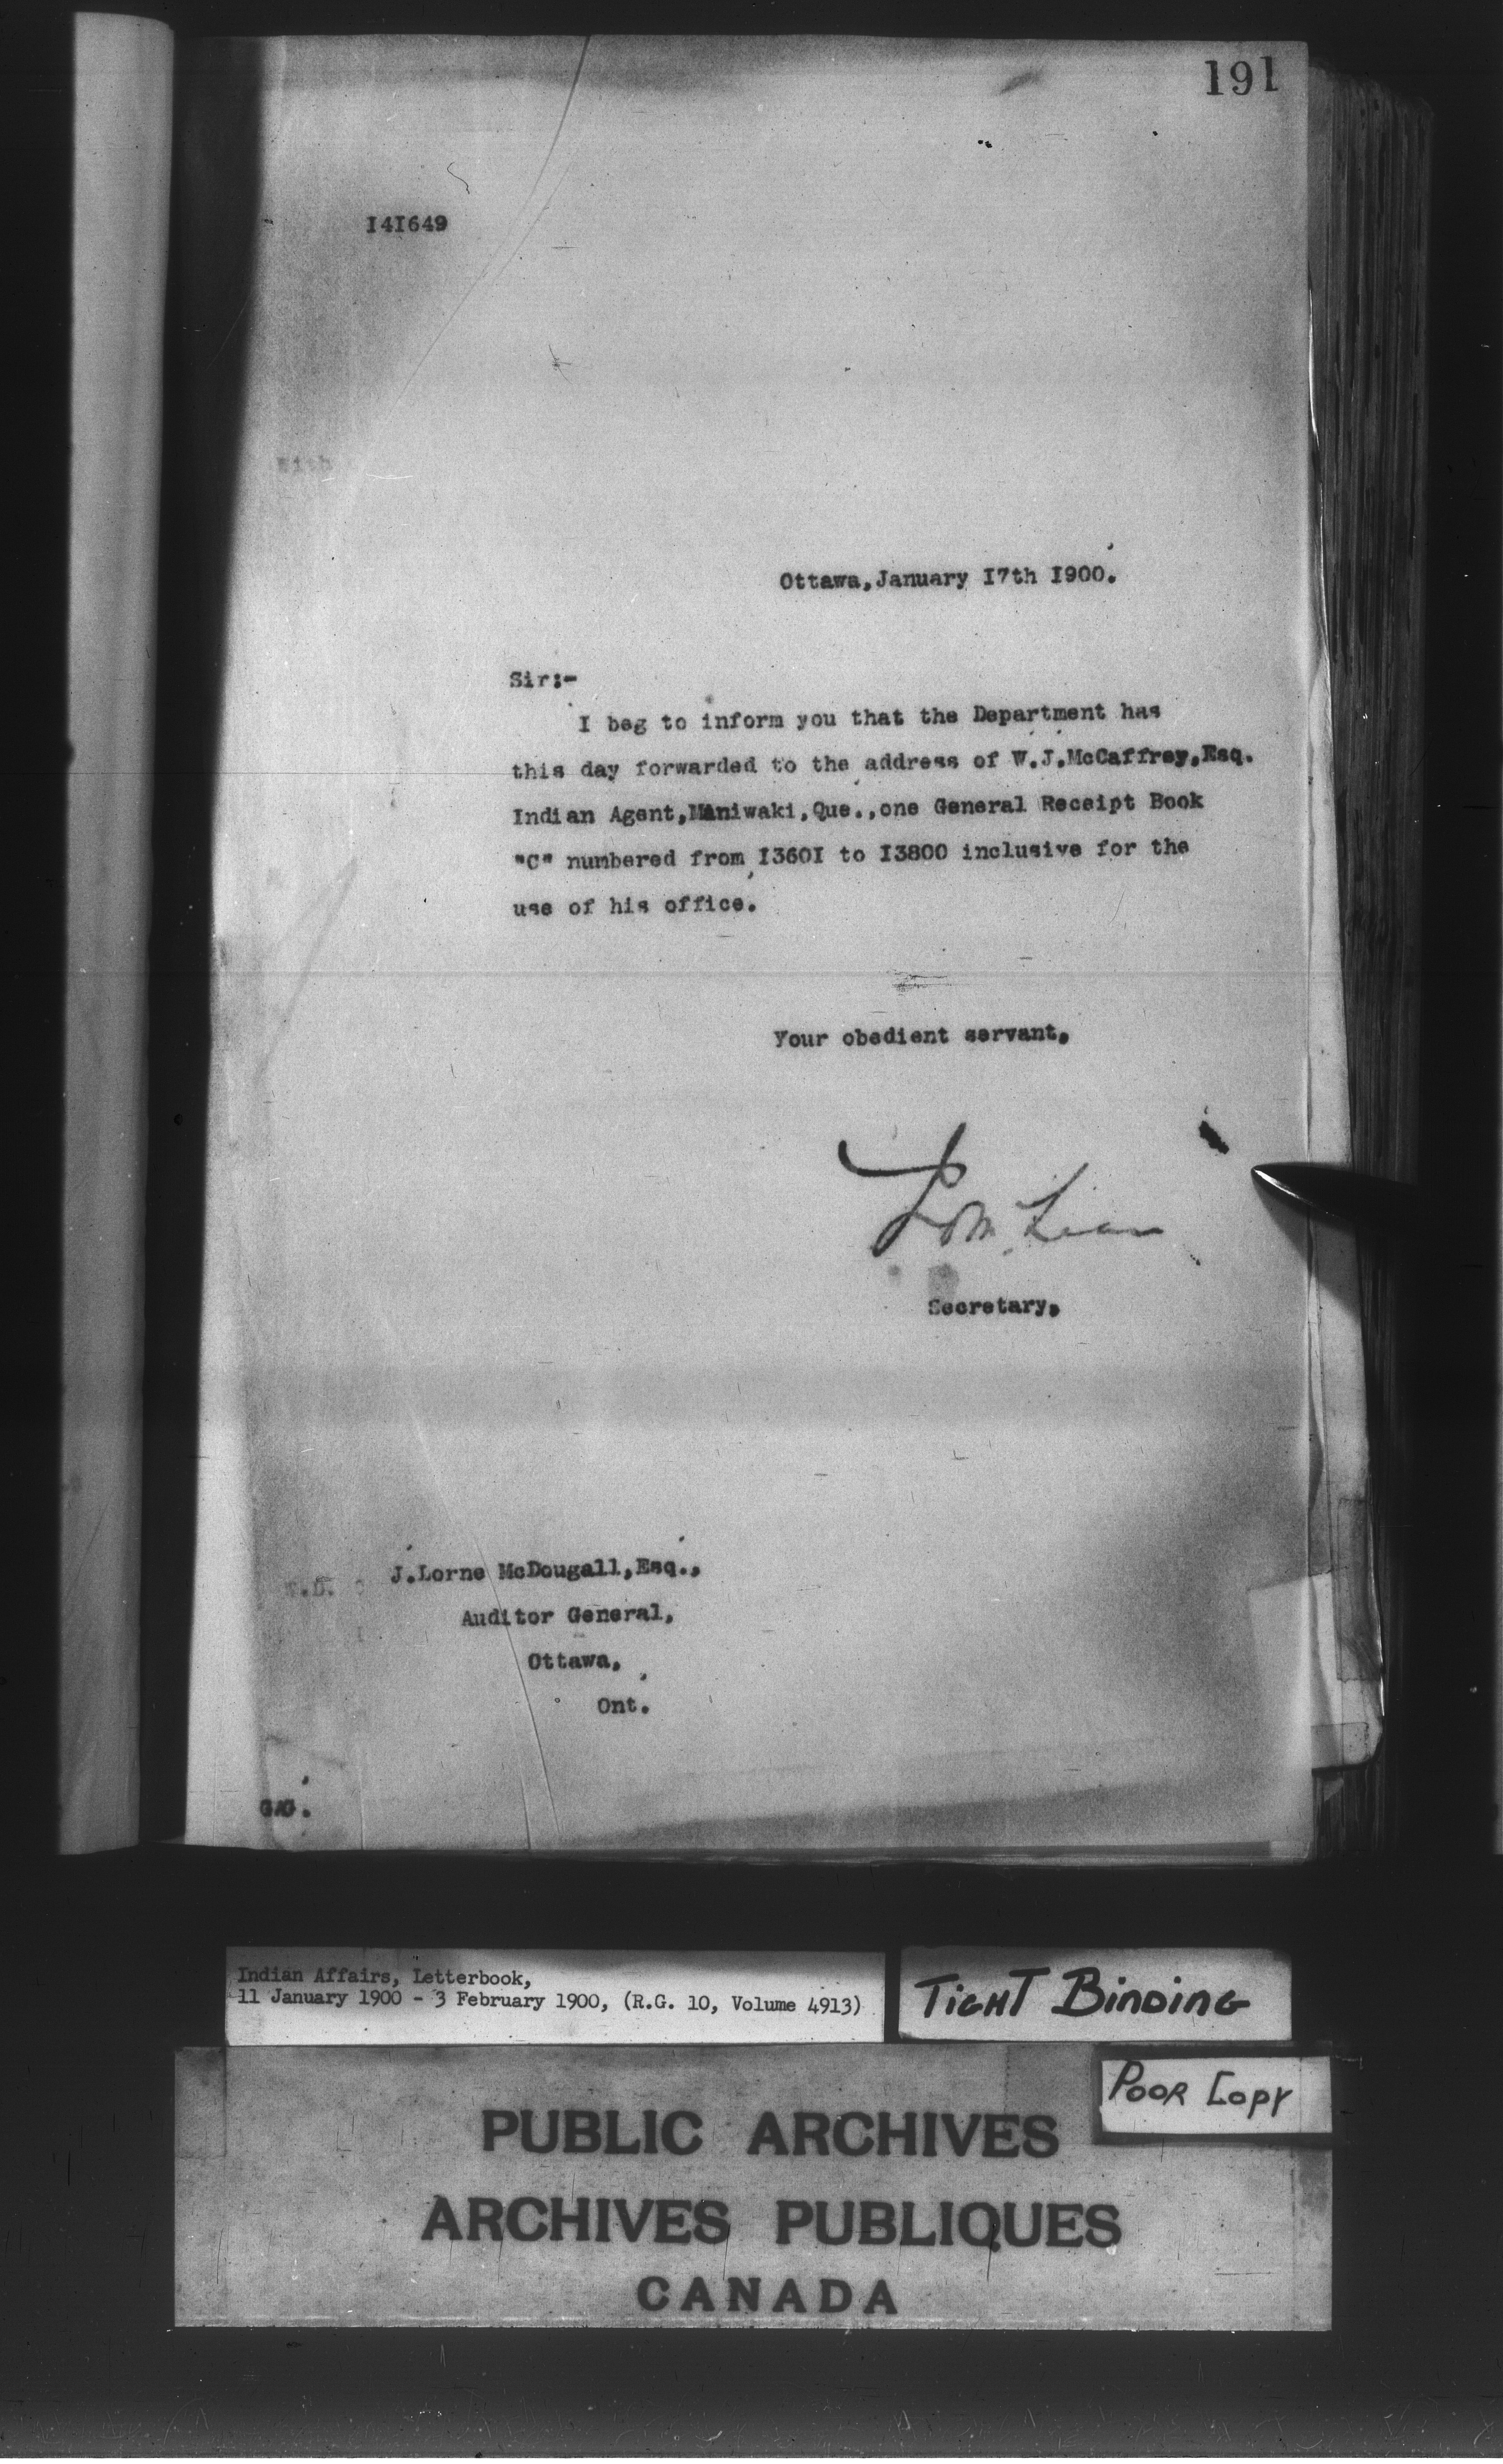 191
141649
With
Ottawa, January 17th 1900.
Sir:-
I beg to inform you that the Department has
this day forwarded to the address of W.J.McCaffrey,Esq.
Indian Agent,Maniwaki,Que.,one General Receipt Book
"C" numbered from 13601 to 13800 inclusive for the
use of his office.
Your obedient servant,
Secretary,
J.Lorne McDougall,Esq.,
Auditor General,
Ottawa,
Ont.
Indian Affairs, Letterbook,
11 January 1900 - 3 February 1900, (R.G. 10, Volume 4913)
TIGHT BINDING
POOR COPY
PUBLIC ARCHIVES
ARCHIVES PUBLIQUES
CANADA